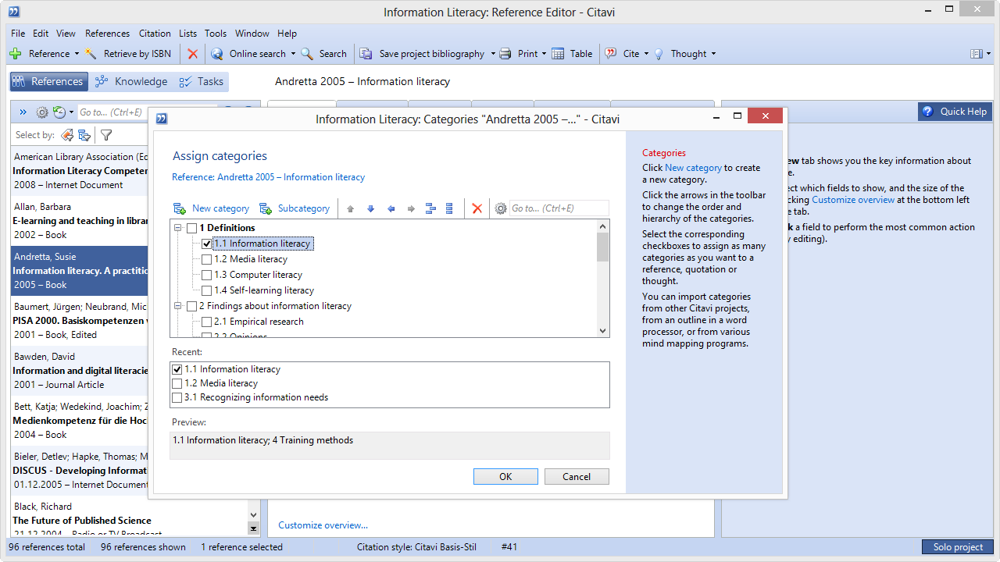 Information Literacy: Reference Editor - Citavi
File Edit View References Citation Lists Tools Window Help
Reference Retrieve by ISBN Online search Search Save project bibliography Print Table Cite Thought
References Knowledge Tasks
Andretta 2005 – Information literacy
Go to... (Ctrl+E)
Select by:
American Library Association (Ed
Information Literacy Competen
2008 – Internet Document
Allan, Barbara
E-learning and teaching in librar
2002 – Book
Andretta, Susie
Information literacy. A practitio
2005 – Book
Baumert, Jürgen; Neubrand, Mic
PISA 2000. Basiskompetenzen v
2001 – Book, Edited
Bawden, David
Information and digital literacie
2001 – Journal Article
Bett, Katja; Wedekind, Joachim; Z
Medienkompetenz für die Hoc
2004 – Book
Bieler, Detlev; Hapke, Thomas; M
DISCUS - Developing Informat
01.12.2005 – Internet Document
Black, Richard
The Future of Published Science
21.12.2004 – Radio or TV Broadcast
Information Literacy: Categories "Andretta 2005 –..." - Citavi
Assign categories
Reference: Andretta 2005 – Information literacy
New category Subcategory Go to... (Ctrl+E)
1 Definitions
1.1 Information literacy
1.2 Media literacy
1.3 Computer literacy
1.4 Self-learning literacy
2 Findings about information literacy
2.1 Empirical research
2.2 Opinions
Recent:
1.1 Information literacy
1.2 Media literacy
3.1 Recognizing information needs
Preview:
1.1 Information literacy; 4 Training methods
OK Cancel
Categories
Click New category to create
a new category.
Click the arrows in the toolbar
to change the order and
hierarchy of the categories.
Select the corresponding
checkboxes to assign as many
categories as you want to a
reference, quotation or
thought.
You can import categories
from other Citavi projects,
from an outline in a word
processor, or from various
mind mapping programs.
Quick Help
ew tab shows you the key information about
e.
ect which fields to show, and the size of the
cking Customize overview at the bottom left
e tab.
k a field to perform the most common action
y editing).
Customize overview...
96 references total 96 references shown 1 reference selected Citation style: Citavi Basis-Stil #41 Solo project